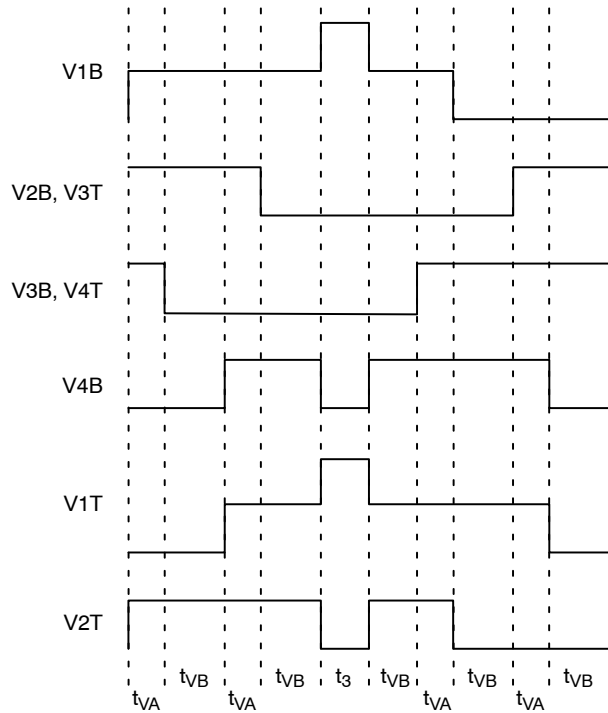 V1B
V2B, V3T
V3B, V4T
V4B
V1T
V2T
tVA
tVB
tVA
tVB
t3
tVB
tVA
tVB
tVA
tVB